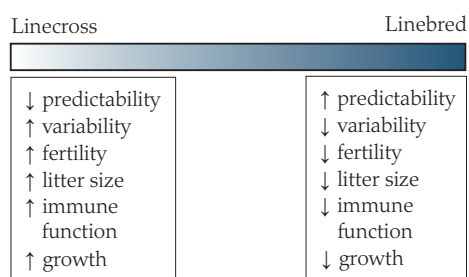 Linecross
Linebred
↓ predictability
↑ variability
↑ fertility
↑ litter size
↑ immune
function
↑ growth
↑ predictability
↓ variability
↓ fertility
↓ litter size
↓ immune
function
↓ growth